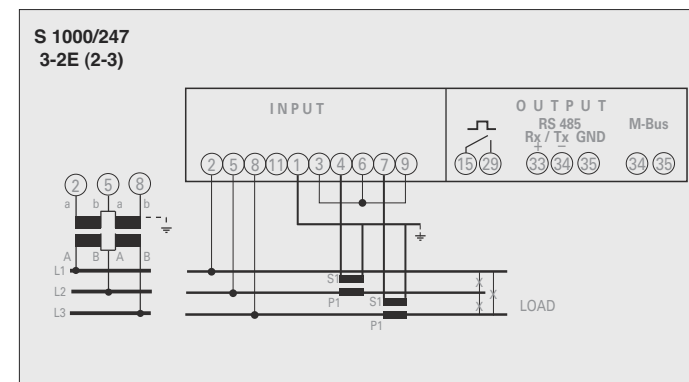 S 1000/247
3-2E (2-3)
INPUT
OUTPUT
RS 485
M-Bus
Rx / Tx GND
+ −
2 5 8 11 1 3 4 6 7 9
15 29 33 34 35 34 35
2 5 8
a b a b
A B A B
L1
L2
L3
S1
P1
S1
P1
LOAD